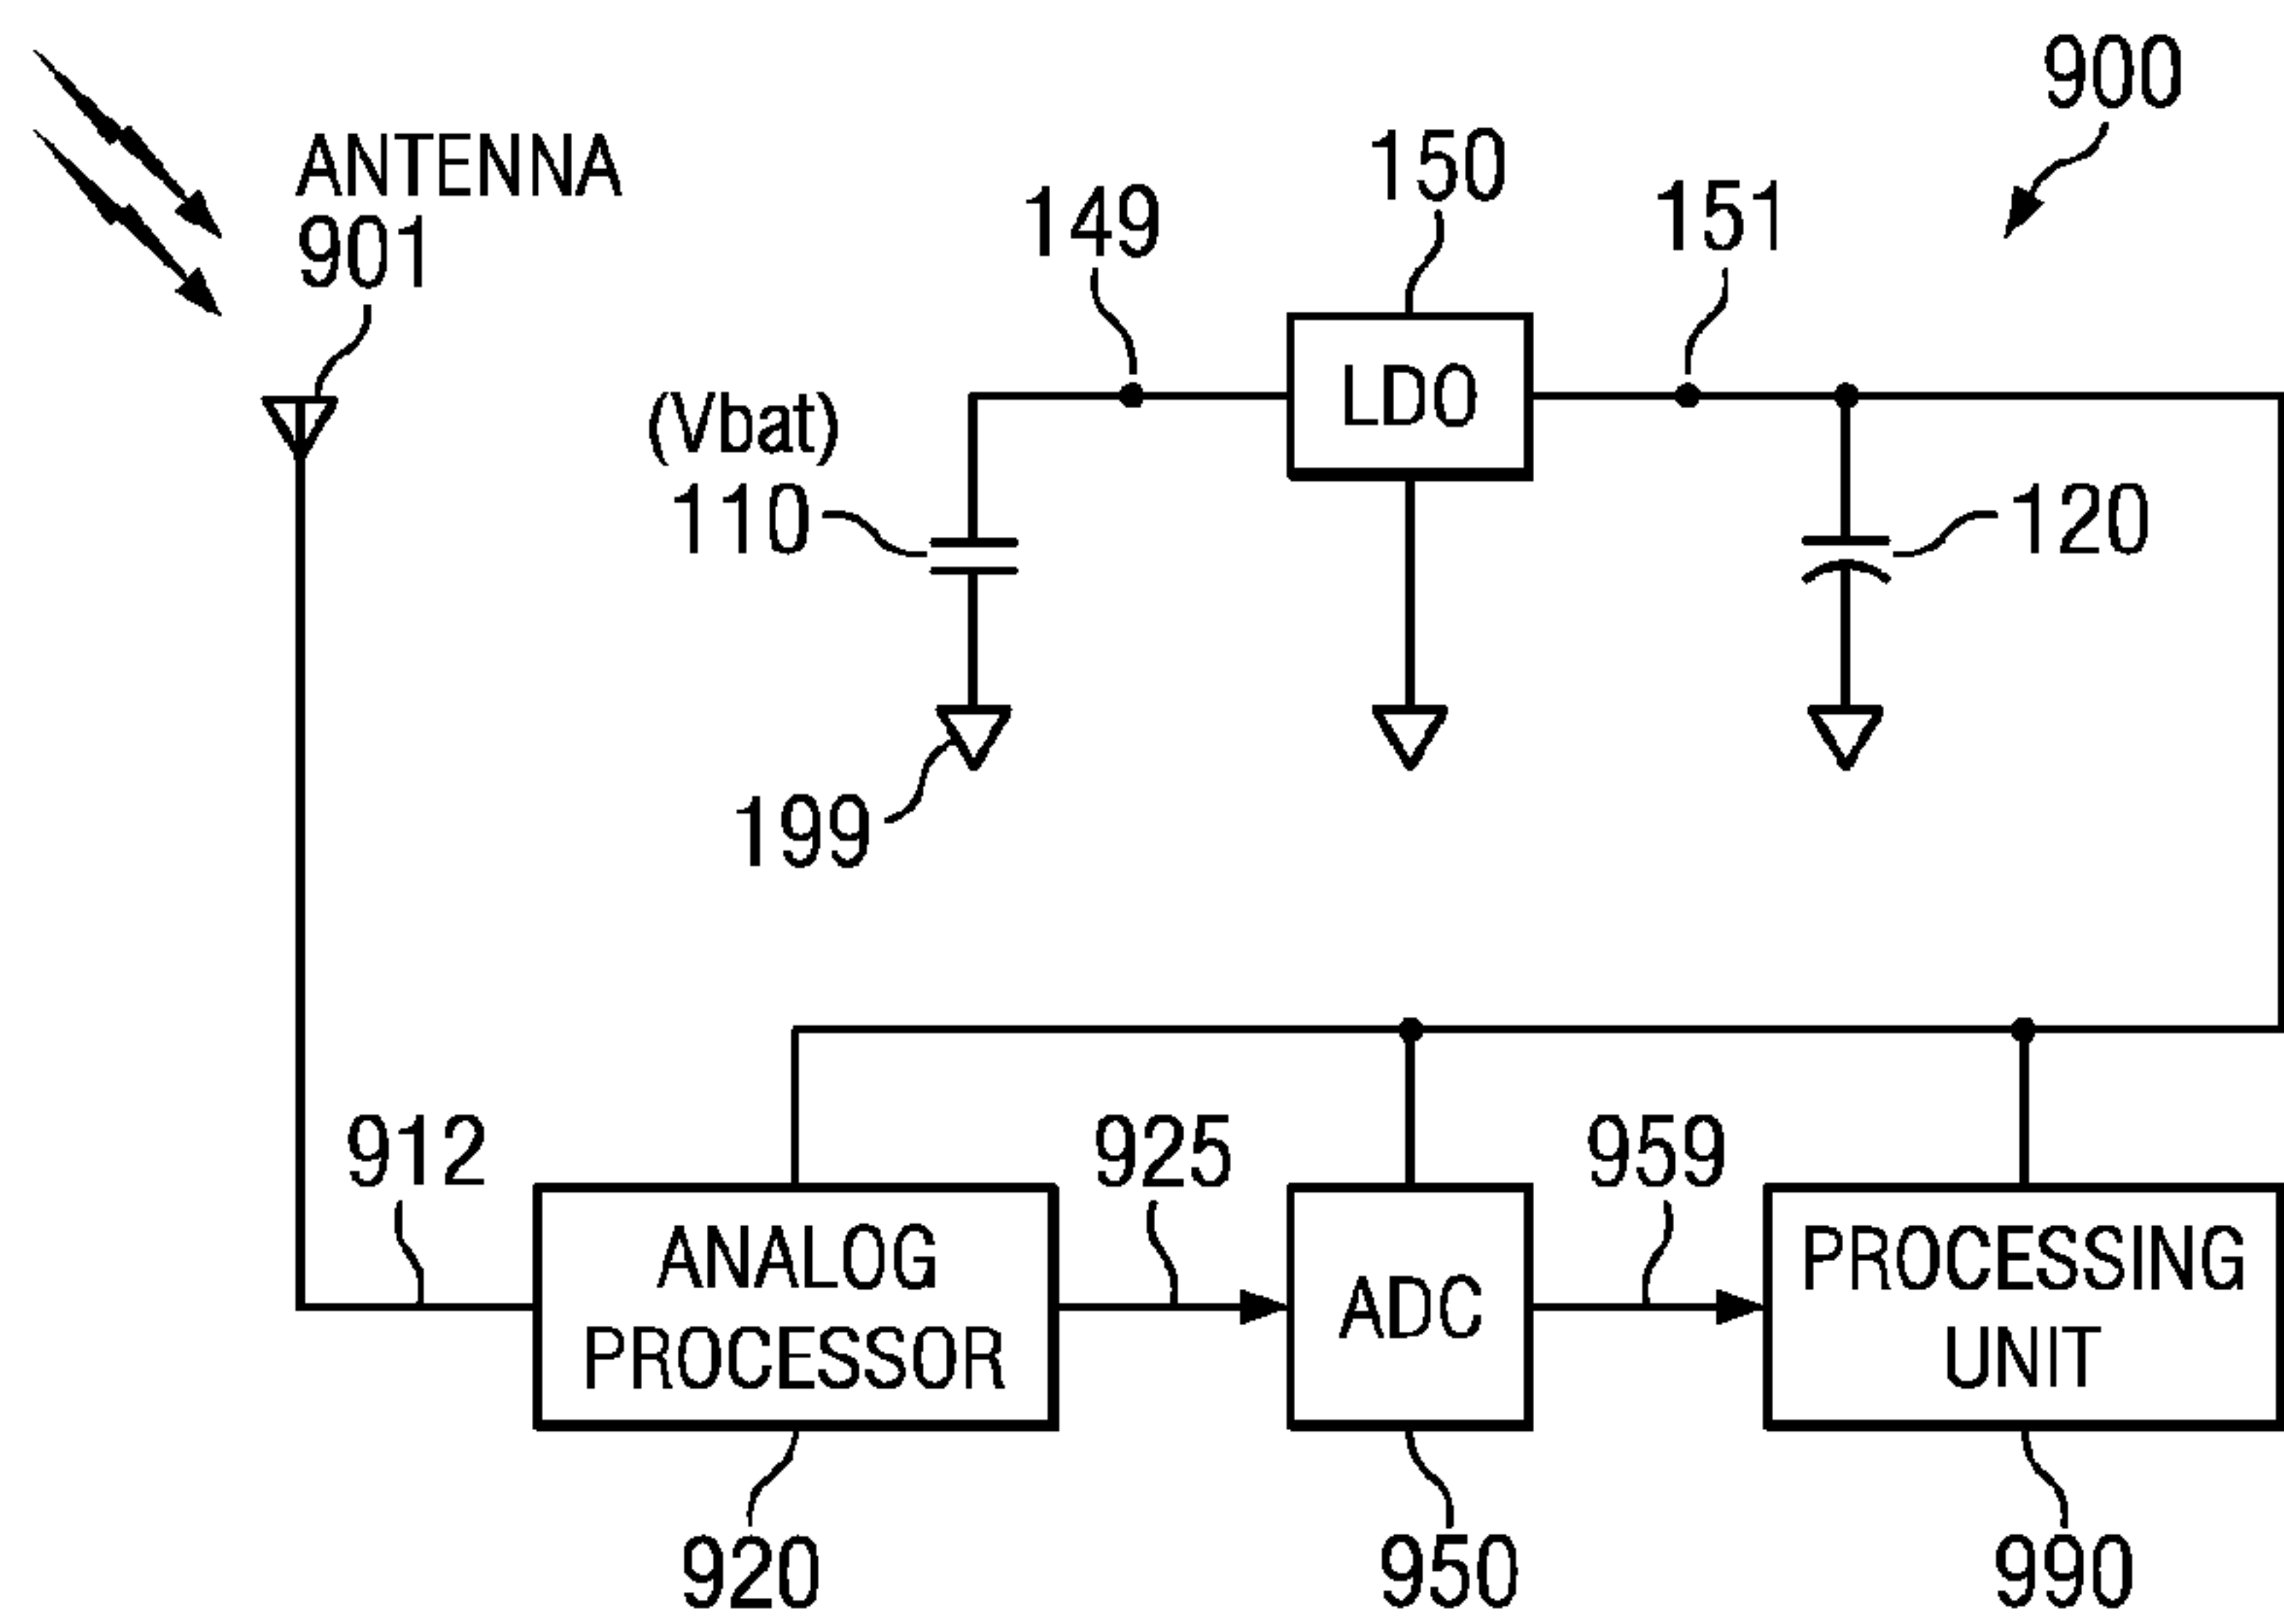 900
ANTENNA
901
150
149
151
LDO
(Vbat)
110
120
199
912
925
959
ANALOG
PROCESSOR
ADC
PROCESSING
UNIT
920
950
990